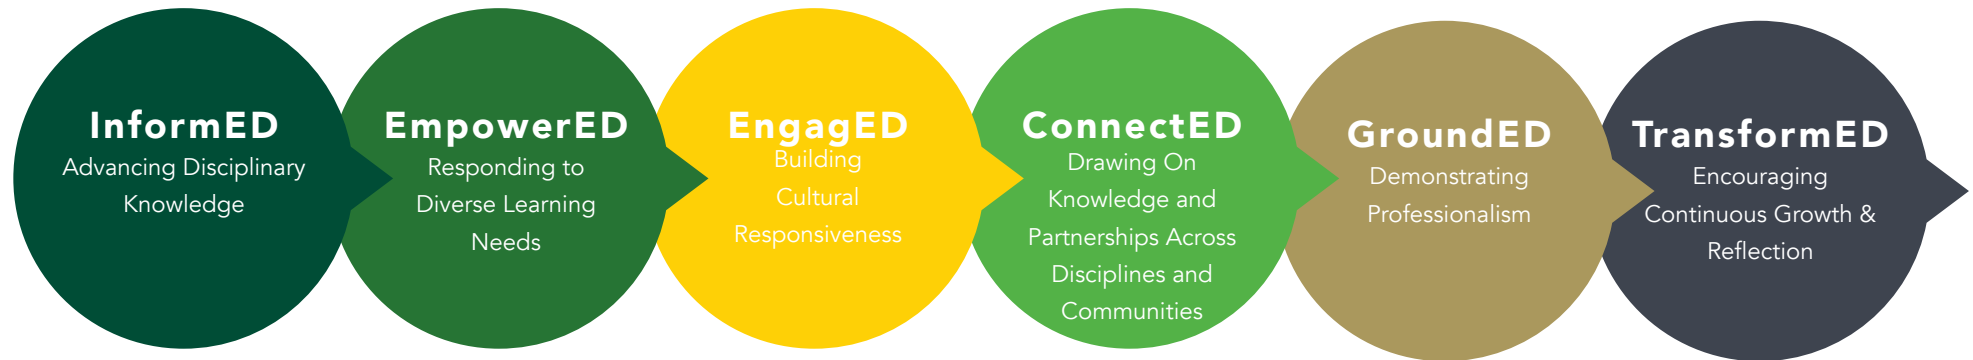 InformED
Advancing Disciplinary
Knowledge
EmpowerED
Responding to
Diverse Learning
Needs
EngagED
Building
Cultural
Responsiveness
ConnectED
Drawing On
Knowledge and
Partnerships Across
Disciplines and
Communities
GroundED
Demonstrating
Professionalism
TransformED
Encouraging
Continuous Growth &
Reflection